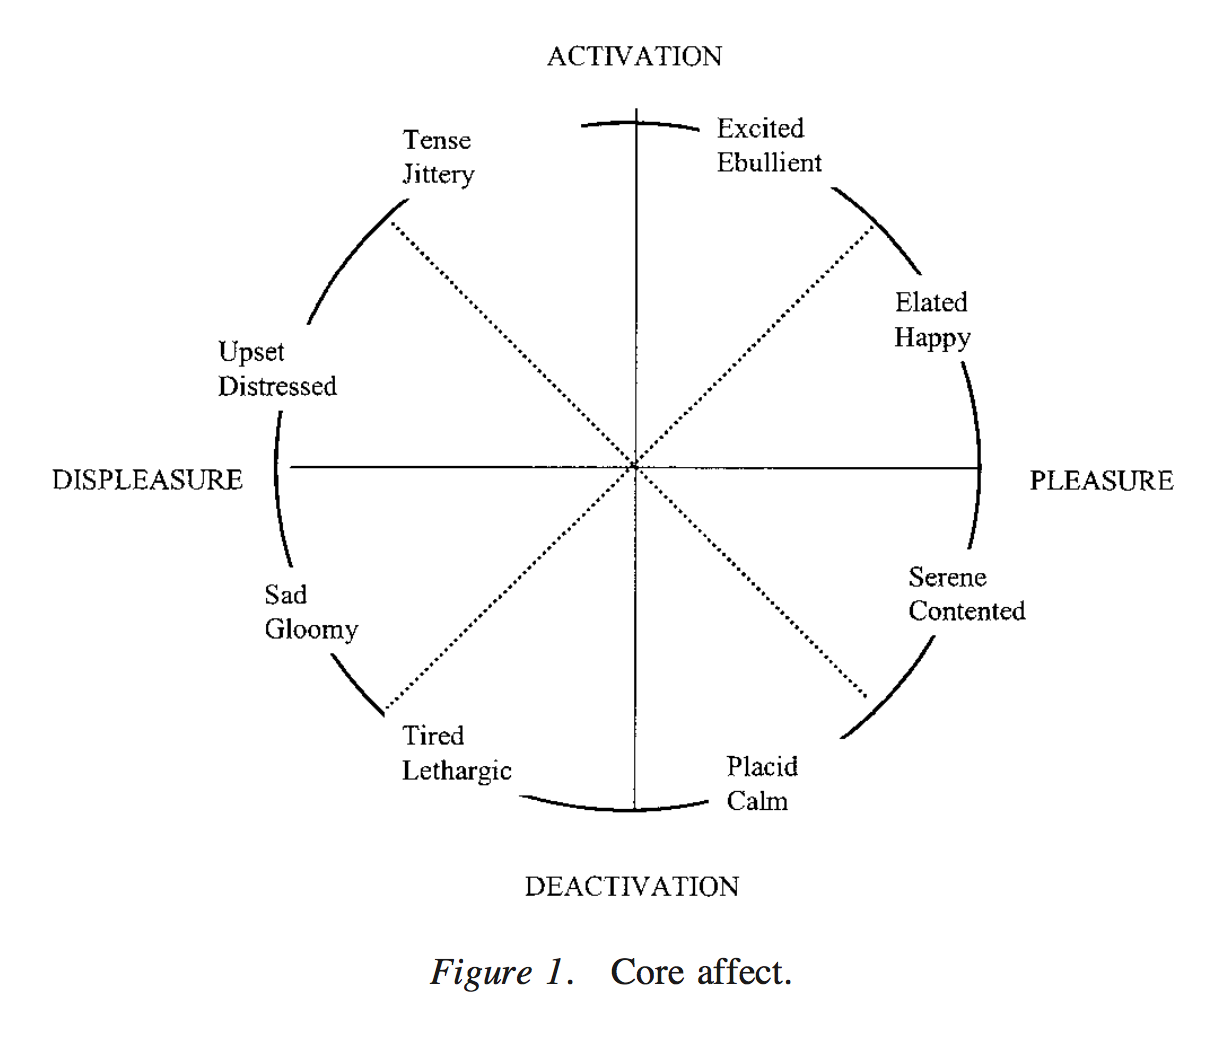 ACTIVATION
Tense
Jittery
Excited
Ebullient
Elated
Happy
Upset
Distressed
DISPLEASURE
PLEASURE
Serene
Contented
Sad
Gloomy
Tired
Lethargic
Placid
Calm
DEACTIVATION
Figure 1. Core affect.